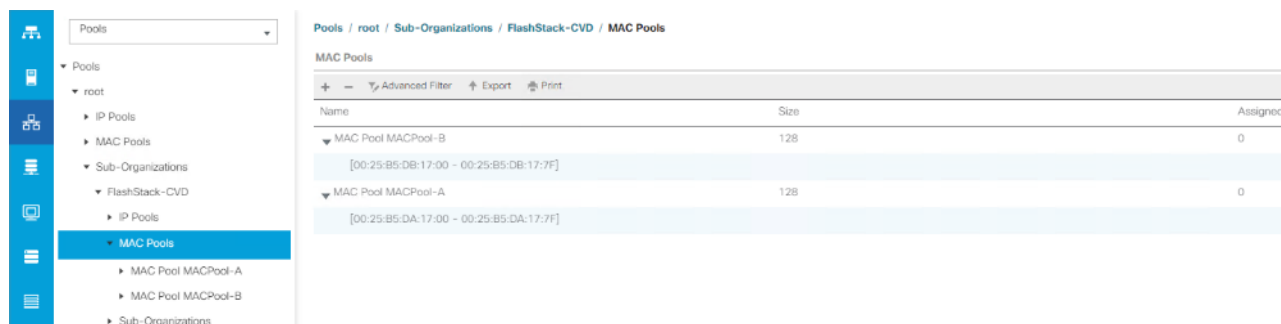 Pools
Pools
root
IP Pools
MAC Pools
Sub-Organizations
FlashStack-CVD
IP Pools
MAC Pools
MAC Pool MACPool-A
MAC Pool MACPool-B
Sub-Organizations
Pools / root / Sub-Organizations / FlashStack-CVD / MAC Pools
MAC Pools
+ − Advanced Filter Export Print
Name Size Assigned
MAC Pool MACPool-B 128 0
[00:25:B5:DB:17:00 - 00:25:B5:DB:17:7F]
MAC Pool MACPool-A 128 0
[00:25:B5:DA:17:00 - 00:25:B5:DA:17:7F]